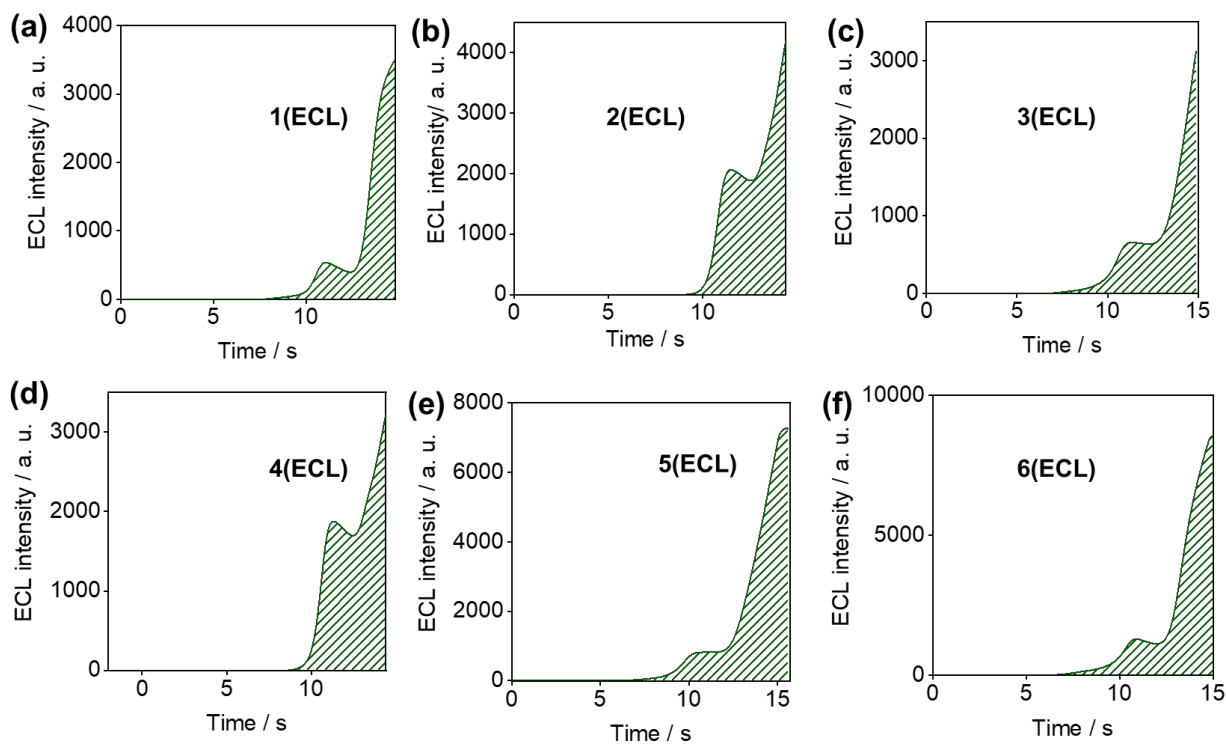 (a)
4000
3000
2000
1000
0
ECL intensity / a. u.
1(ECL)
0 5 10
Time / s
(b)
4000
3000
2000
1000
0
ECL intensity/ a. u.
2(ECL)
0 5 10
Time / s
(c)
3000
2000
1000
0
ECL intensity / a. u.
3(ECL)
0 5 10 15
Time / s
(d)
3000
2000
1000
0
ECL intensity / a. u.
4(ECL)
0 5 10
Time / s
(e)
8000
6000
4000
2000
0
ECL intensity / a. u.
5(ECL)
0 5 10 15
Time / s
(f)
10000
5000
0
ECL intensity / a. u.
6(ECL)
0 5 10 15
Time / s